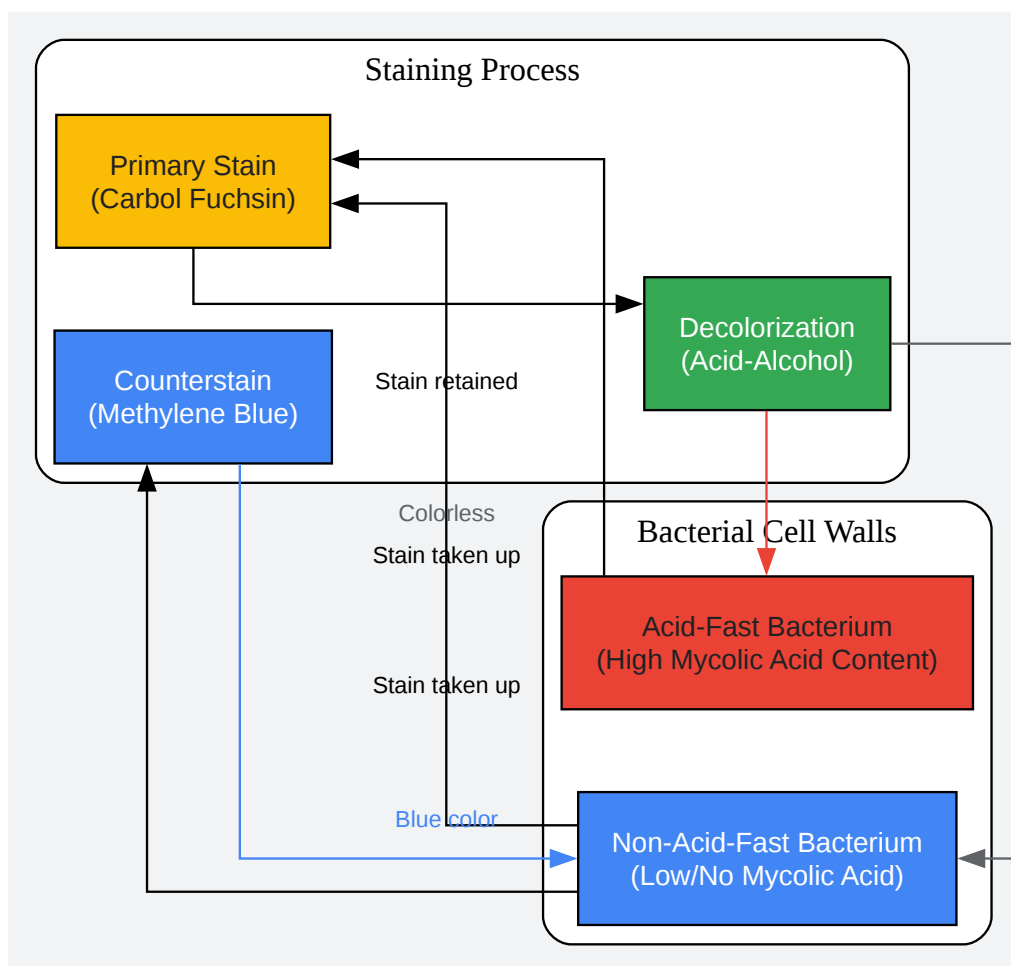 Staining Process
Primary Stain
(Carbol Fuchsin)
Decolorization
(Acid-Alcohol)
Counterstain
(Methylene Blue)
Stain retained
Colorless
Stain taken up
Bacterial Cell Walls
Acid-Fast Bacterium
(High Mycolic Acid Content)
Stain taken up
Blue color
Non-Acid-Fast Bacterium
(Low/No Mycolic Acid)